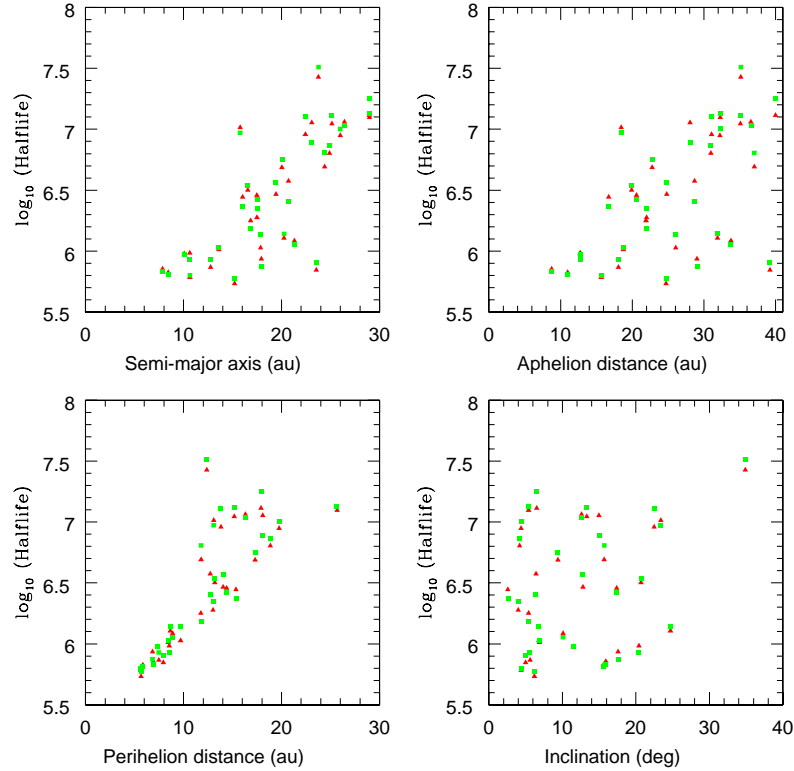 8
7.5
7
6.5
6
5.5
log₁₀ (Halflife)
0 10 20 30
Semi-major axis (au)
8
7.5
7
6.5
6
5.5
log₁₀ (Halflife)
0 10 20 30 40
Aphelion distance (au)
8
7.5
7
6.5
6
5.5
log₁₀ (Halflife)
0 10 20 30
Perihelion distance (au)
8
7.5
7
6.5
6
5.5
log₁₀ (Halflife)
0 10 20 30 40
Inclination (deg)